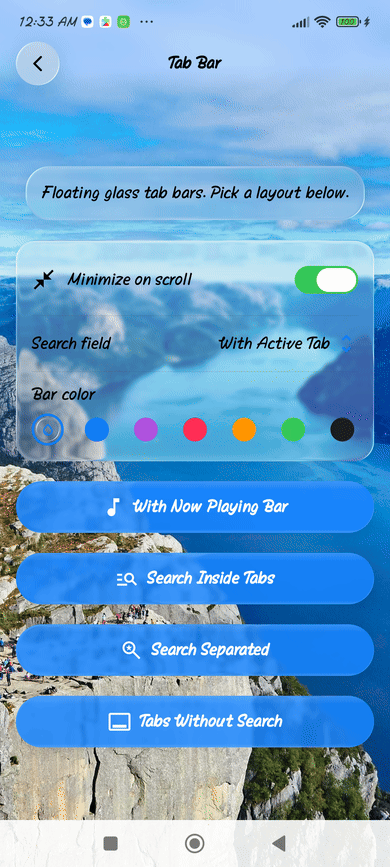 12:33 AM ...
100
Tab Bar
Floating glass tab bars. Pick a layout below.
Minimize on scroll
Search field With Active Tab
Bar color
With Now Playing Bar
Search Inside Tabs
Search Separated
Tabs Without Search